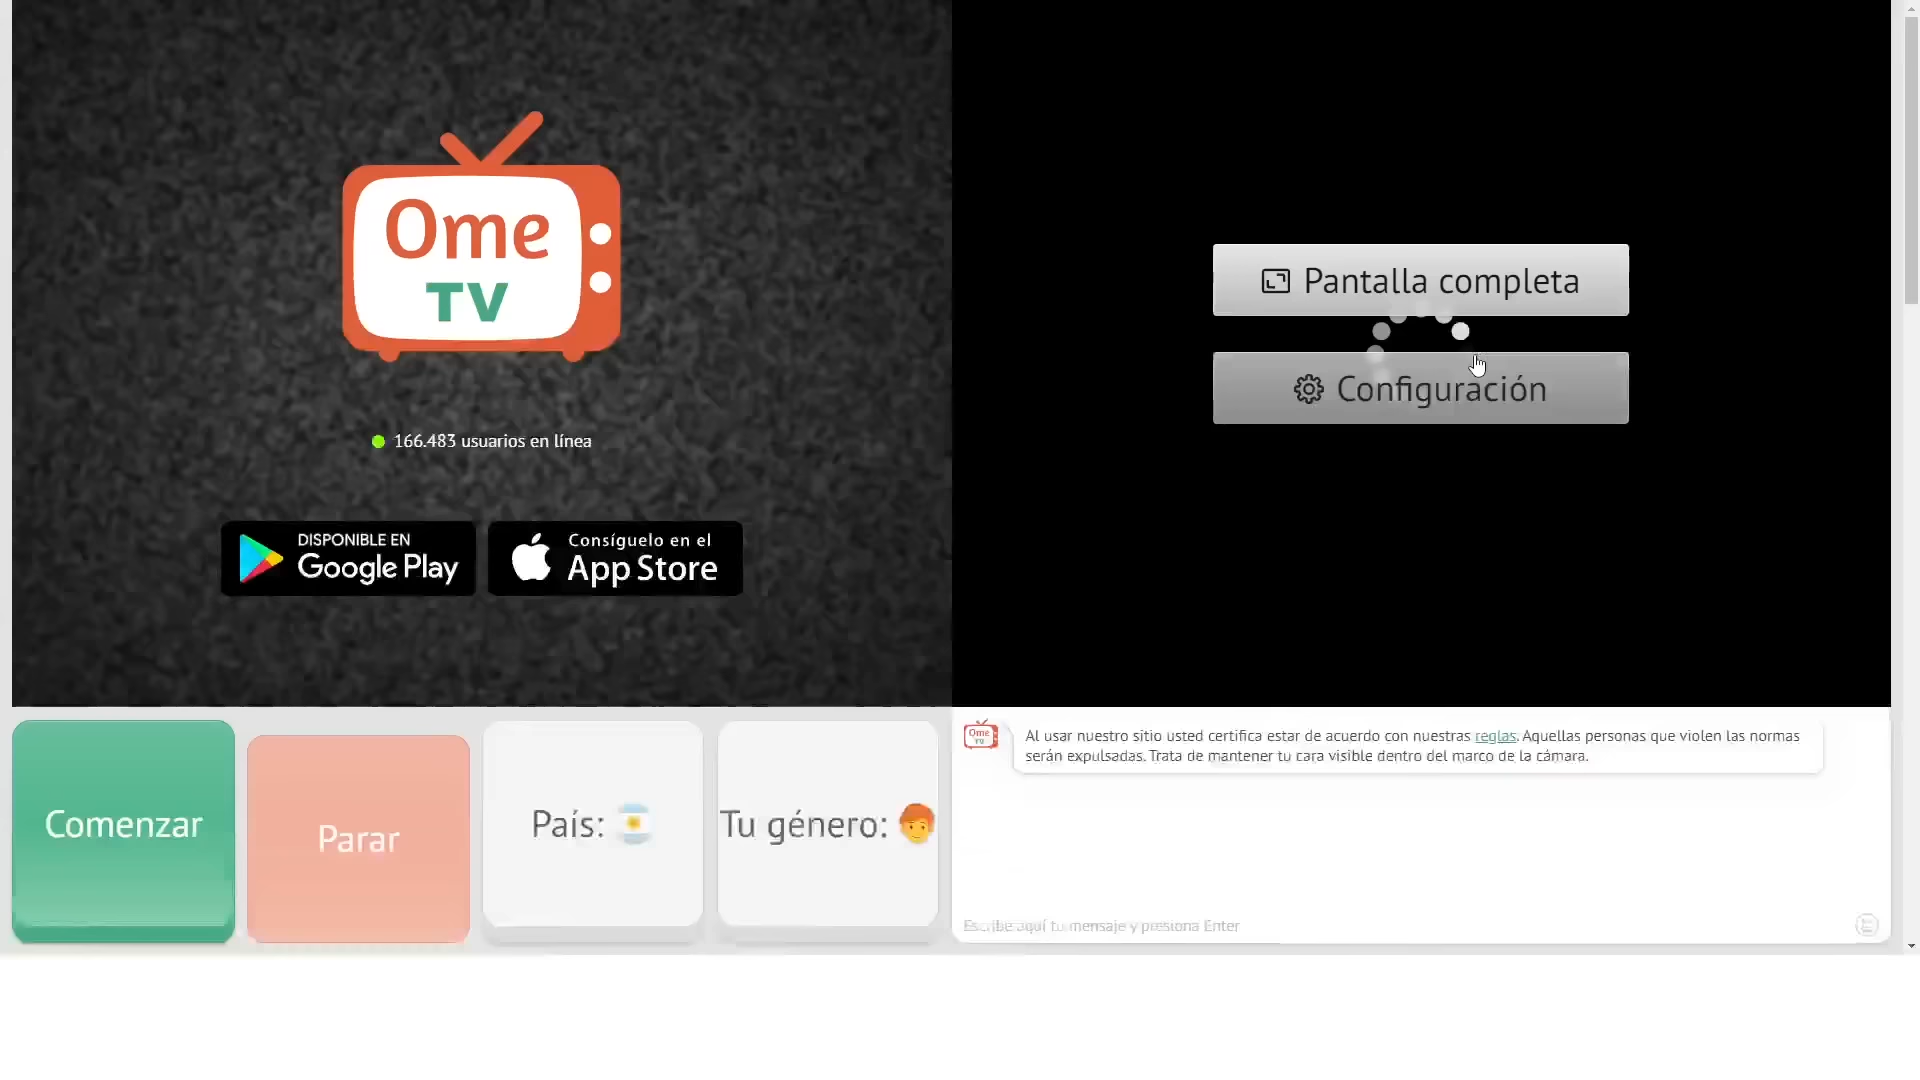 Ome
TV
166.483 usuarios en línea
DISPONIBLE EN
Google Play
Consíguelo en el
App Store
Pantalla completa
Configuración
Comenzar
Parar
País:
Tu género:
Ome
TV
Al usar nuestro sitio usted certifica estar de acuerdo con nuestras reglas. Aquellas personas que violen las normas
serán expulsadas. Trata de mantener tu cara visible dentro del marco de la cámara.
Escribe aquí tu mensaje y presiona Enter